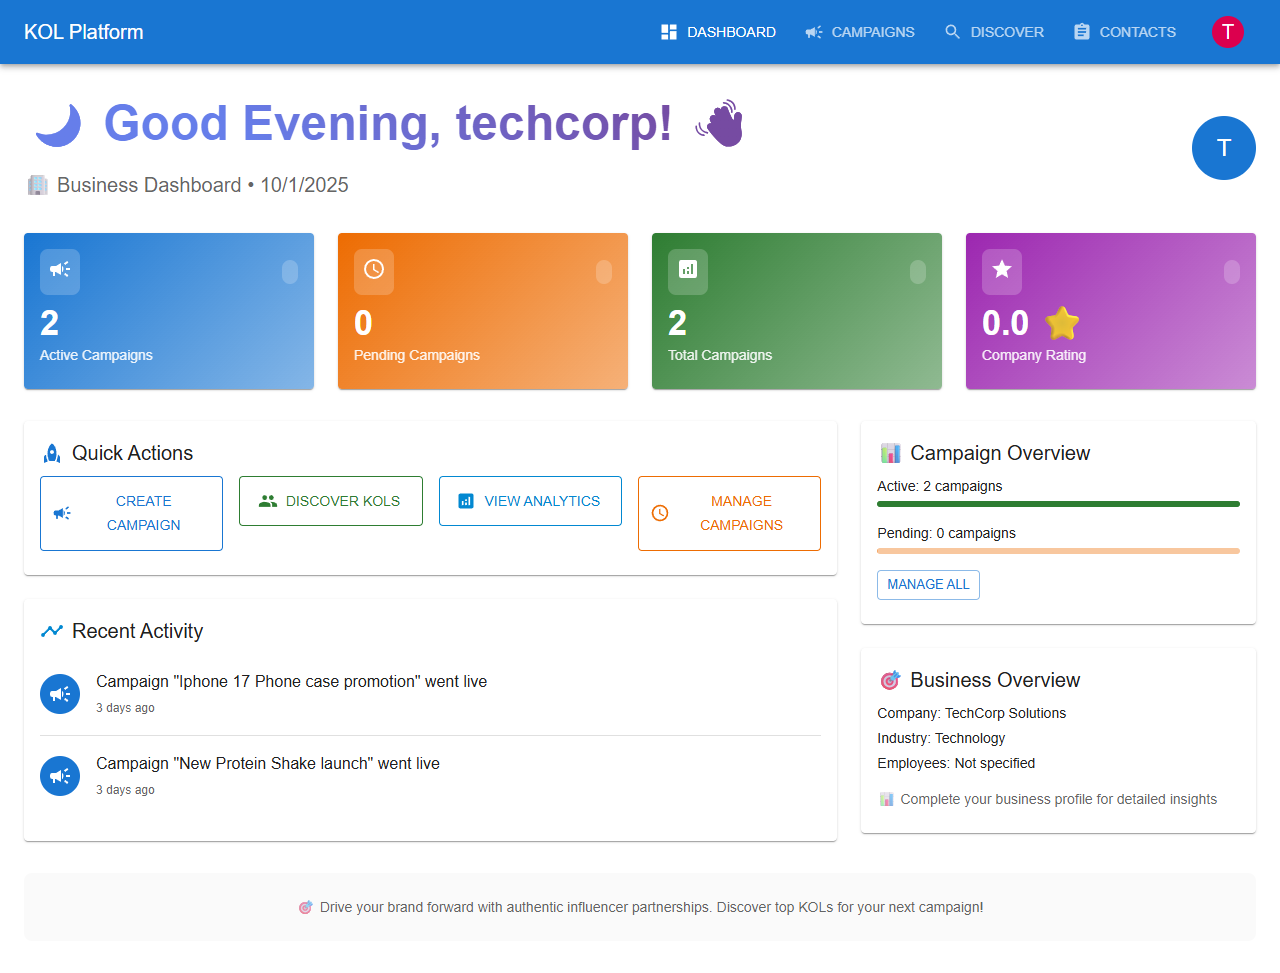 KOL Platform
DASHBOARD
CAMPAIGNS
DISCOVER
CONTACTS
T
🌙 Good Evening, techcorp! 👋
T
🏢 Business Dashboard • 10/1/2025
2
Active Campaigns
0
Pending Campaigns
2
Total Campaigns
0.0 ⭐
Company Rating
Quick Actions
CREATE
CAMPAIGN
DISCOVER KOLS
VIEW ANALYTICS
MANAGE
CAMPAIGNS
Recent Activity
Campaign "Iphone 17 Phone case promotion" went live
3 days ago
Campaign "New Protein Shake launch" went live
3 days ago
📊 Campaign Overview
Active: 2 campaigns
Pending: 0 campaigns
MANAGE ALL
🎯 Business Overview
Company: TechCorp Solutions
Industry: Technology
Employees: Not specified
📊 Complete your business profile for detailed insights
🎯 Drive your brand forward with authentic influencer partnerships. Discover top KOLs for your next campaign!